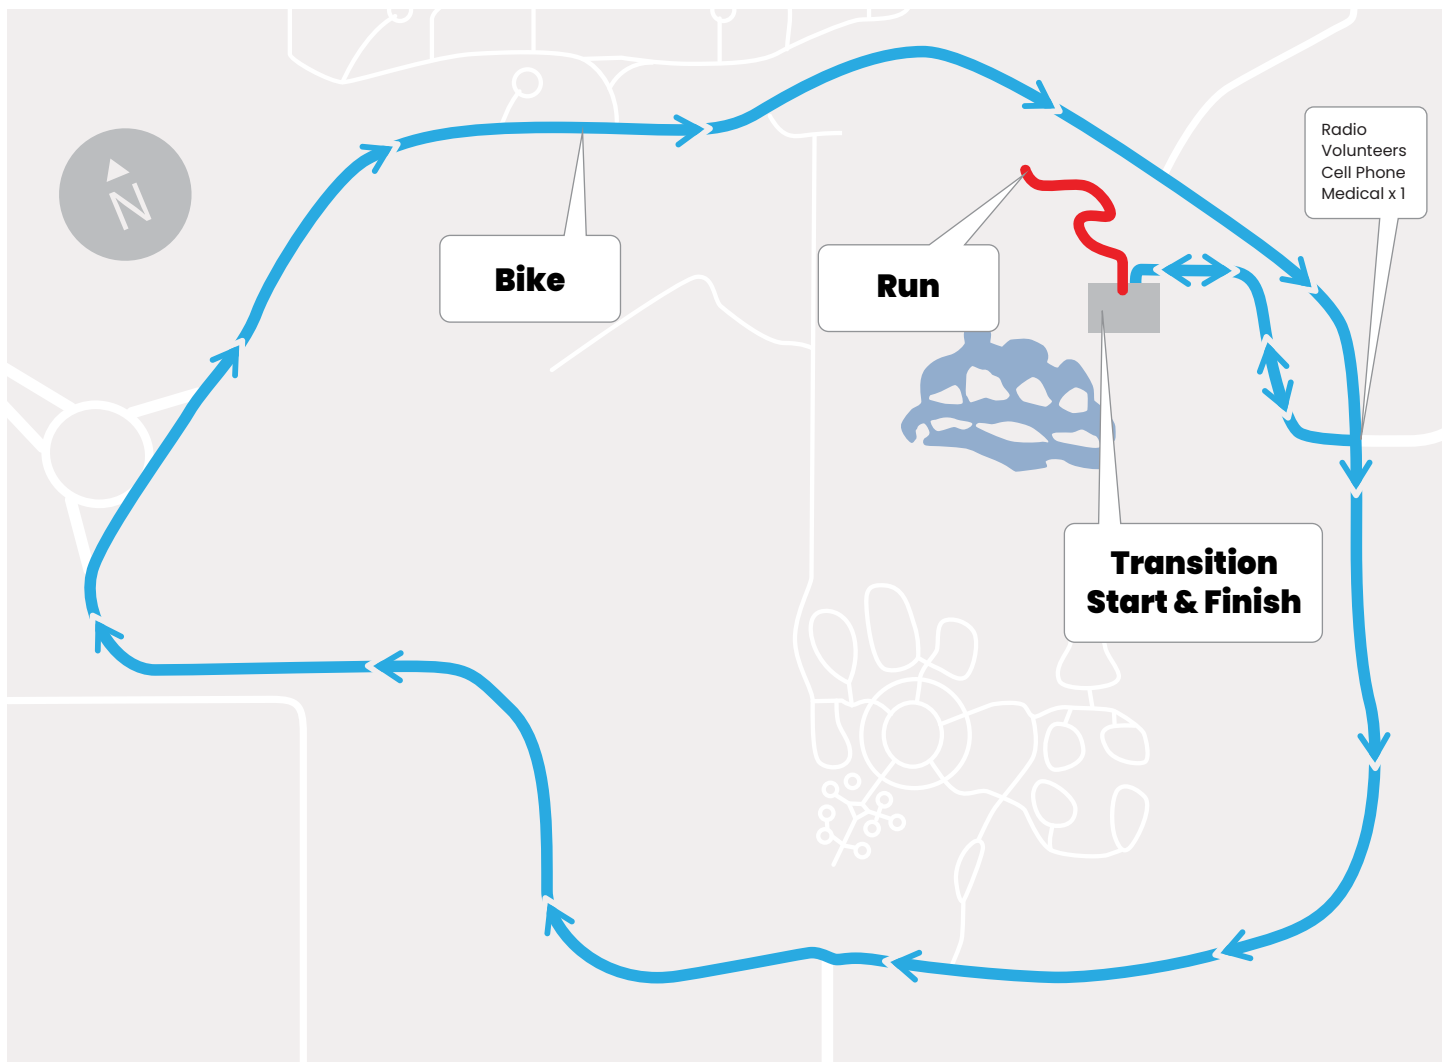 N
Bike
Run
Radio
Volunteers
Cell Phone
Medical x 1
Transition
Start & Finish